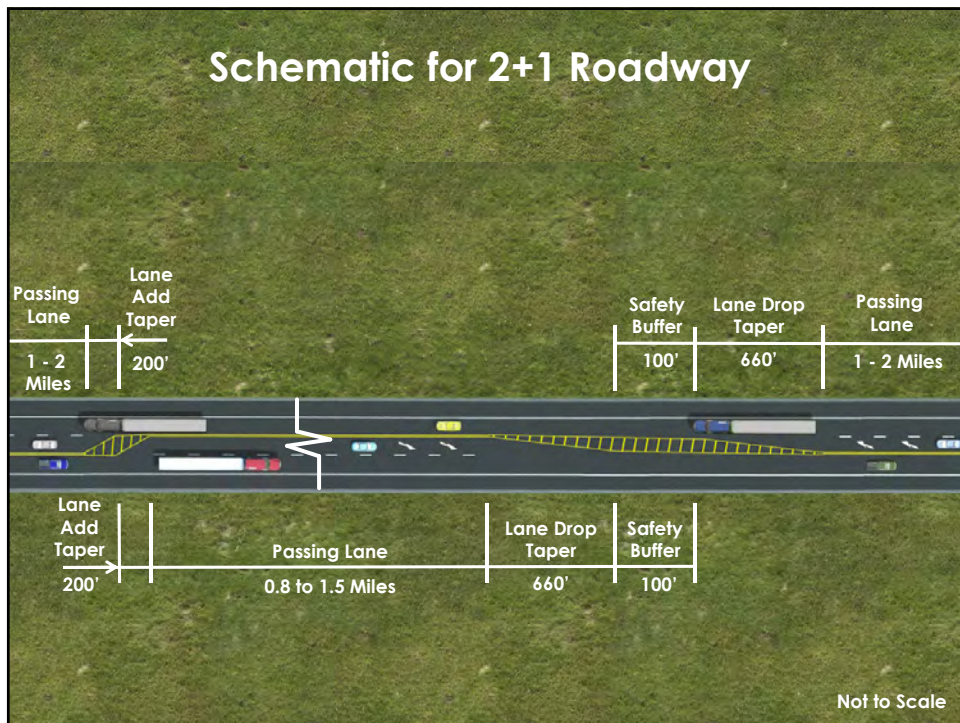 Schematic for 2+1 Roadway
Passing
Lane
1 - 2
Miles
Lane
Add
Taper
200’
Safety
Buffer
100’
Lane Drop
Taper
660’
Passing
Lane
1 - 2 Miles
Lane
Add
Taper
200’
Passing Lane
0.8 to 1.5 Miles
Lane Drop
Taper
660’
Safety
Buffer
100’
Not to Scale